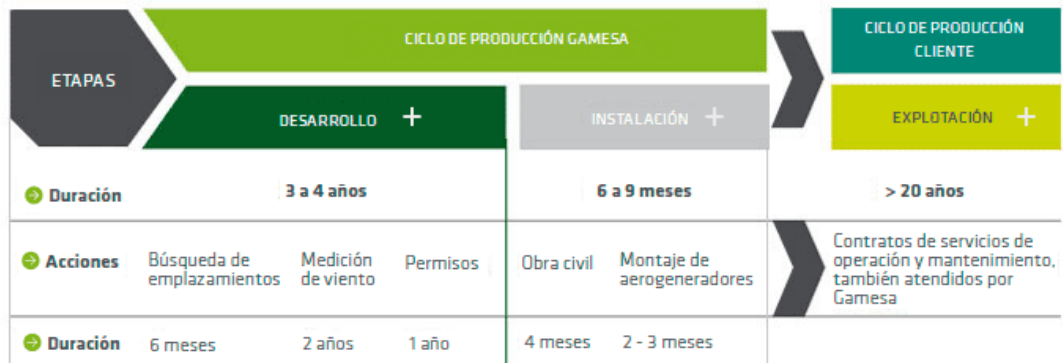 CICLO DE PRODUCCIÓN GAMESA
CICLO DE PRODUCCIÓN
CLIENTE
ETAPAS
DESARROLLO +
INSTALACIÓN +
EXPLOTACIÓN +
Duración
3 a 4 años
6 a 9 meses
> 20 años
Acciones
Búsqueda de
emplazamientos
Medición
de viento
Permisos
Obra civil
Montaje de
aerogeneradores
Contratos de servicios de
operación y mantenimiento,
también atendidos por
Gamesa
Duración
6 meses
2 años
1 año
4 meses
2 - 3 meses